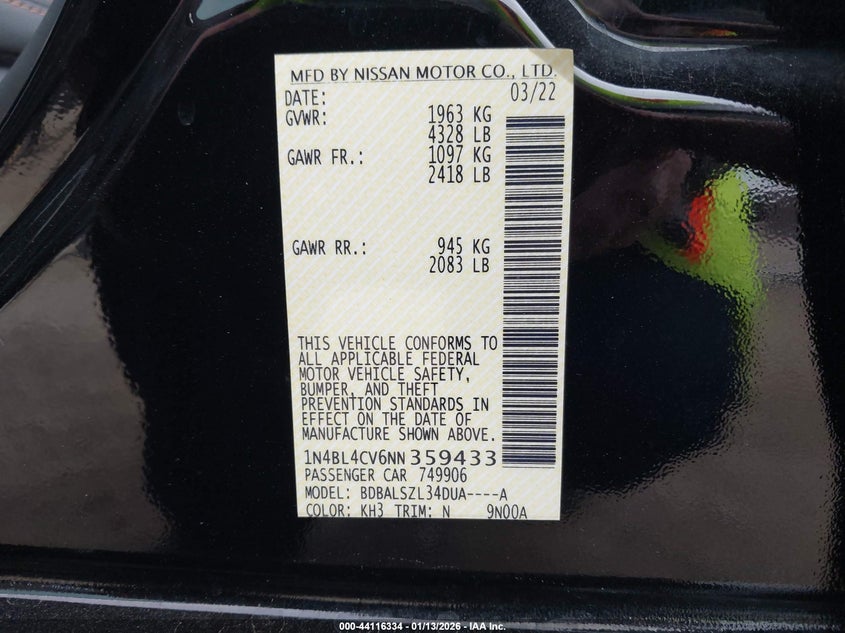 MFD BY NISSAN MOTOR CO., LTD.
DATE: 03/22
GVWR: 1963 KG
4328 LB
GAWR FR.: 1097 KG
2418 LB
GAWR RR.: 945 KG
2083 LB
THIS VEHICLE CONFORMS TO
ALL APPLICABLE FEDERAL
MOTOR VEHICLE SAFETY,
BUMPER, AND THEFT
PREVENTION STANDARDS IN
EFFECT ON THE DATE OF
MANUFACTURE SHOWN ABOVE.
1N4BL4CV6NN359433
PASSENGER CAR 749906
MODEL: BDBALSZL34DUA----A
COLOR: KH3 TRIM: N 9N00A
000-44116334 - 01/13/2026 - IAA Inc.